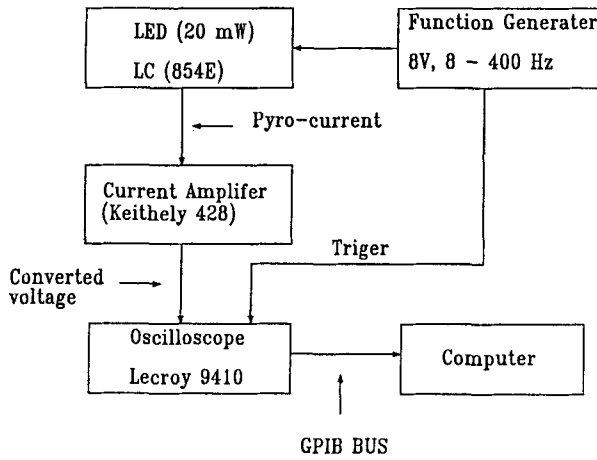 LED (20 mW)
LC (854E)
Function Generater
8V, 8 - 400 Hz
Pyro-current
Current Amplifer
(Keithely 428)
Triger
Converted
voltage
Oscilloscope
Lecroy 9410
Computer
GPIB BUS